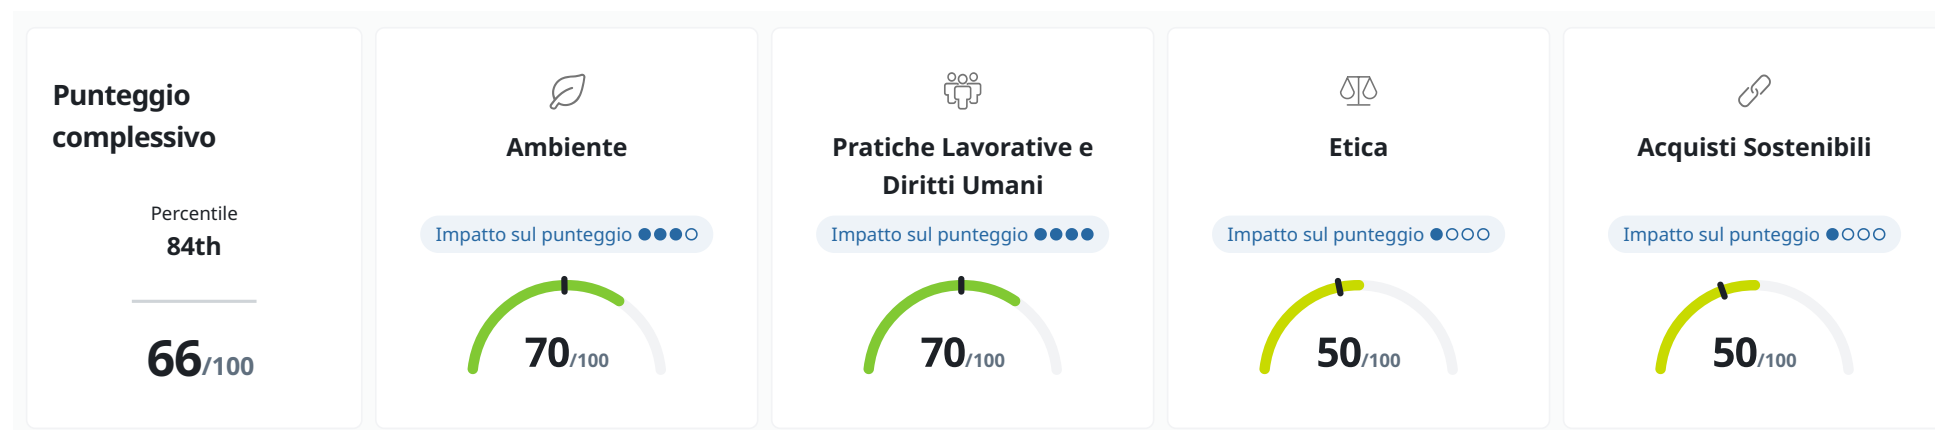 Punteggio
complessivo
Percentile
84th
66/100
Ambiente
Impatto sul punteggio
70/100
Pratiche Lavorative e
Diritti Umani
Impatto sul punteggio
70/100
Etica
Impatto sul punteggio
50/100
Acquisti Sostenibili
Impatto sul punteggio
50/100